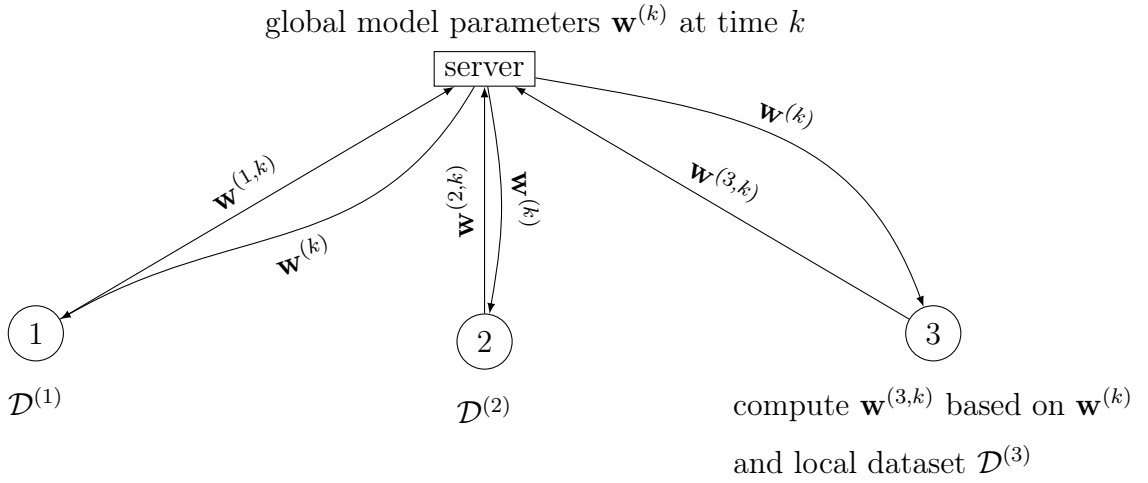 global model parameters w^(k) at time k
server
w^(1,k)
w^(k)
w^(2,k)
w^(k)
w^(3,k)
w^(k)
1
2
3
𝒟^(1)
𝒟^(2)
compute w^(3,k) based on w^(k)
and local dataset 𝒟^(3)